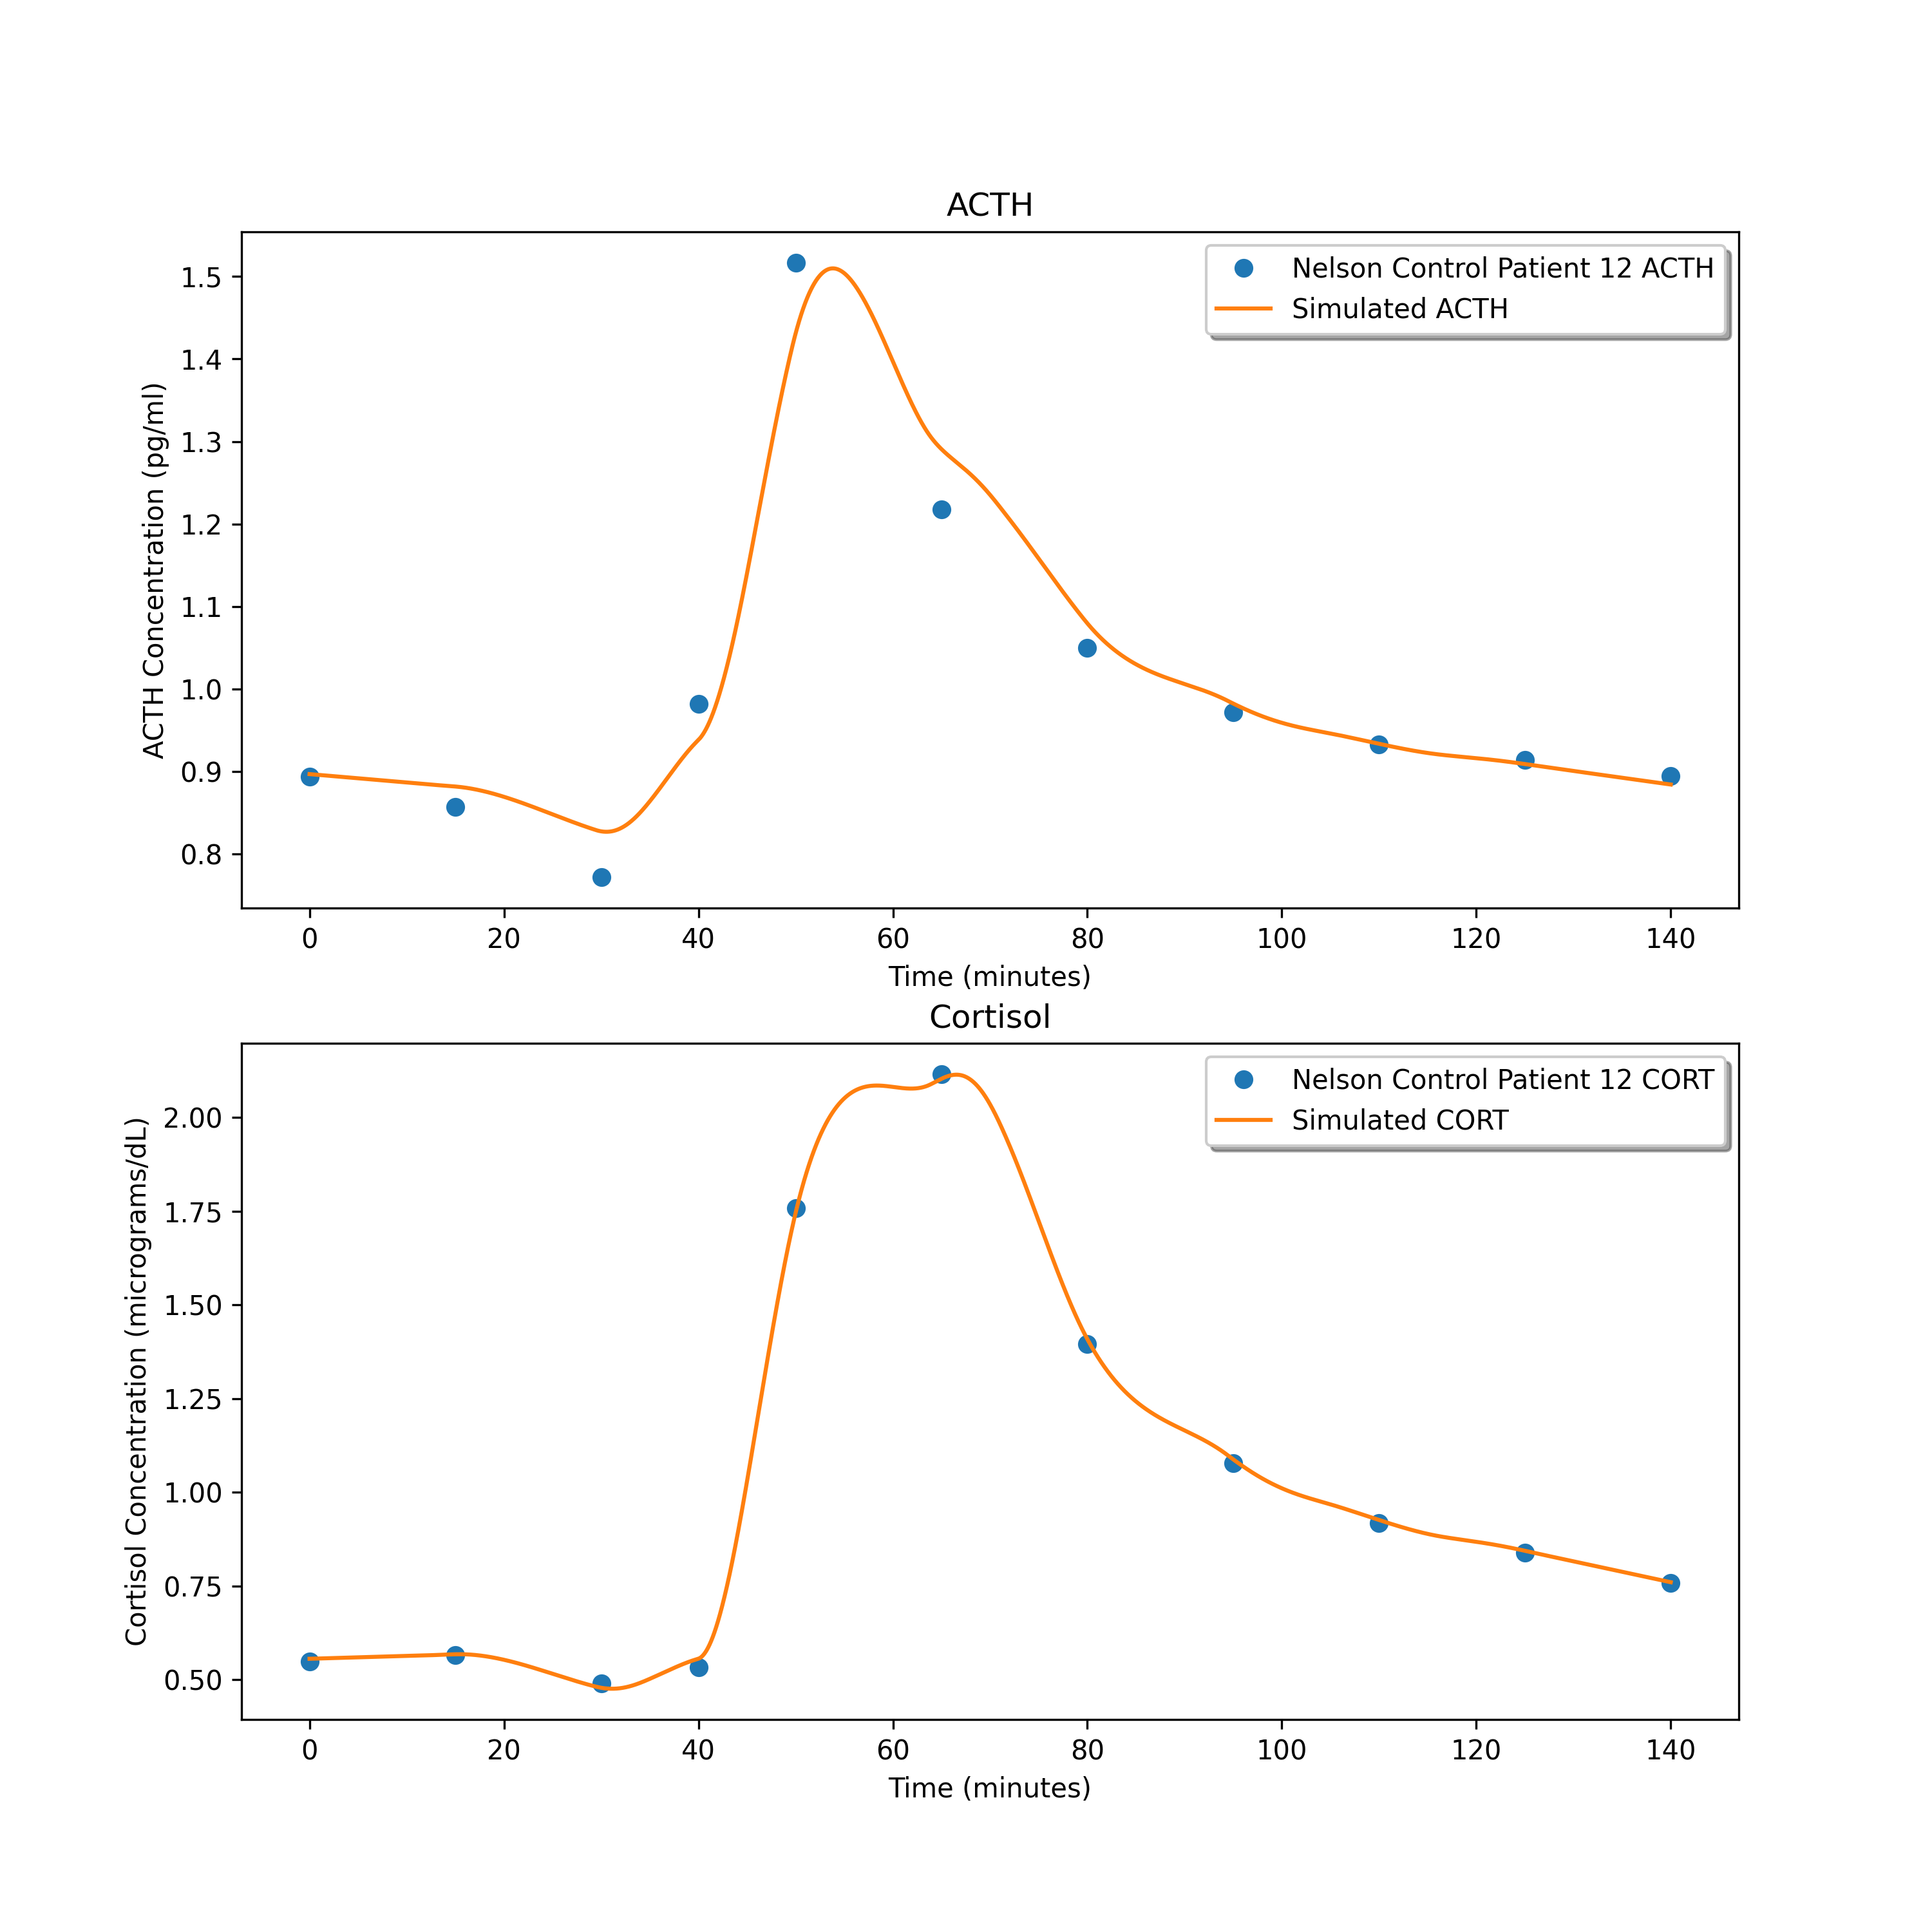 ACTH
Nelson Control Patient 12 ACTH
Simulated ACTH
ACTH Concentration (pg/ml)
1.5
1.4
1.3
1.2
1.1
1.0
0.9
0.8
0 20 40 60 80 100 120 140
Time (minutes)
Cortisol
Nelson Control Patient 12 CORT
Simulated CORT
Cortisol Concentration (micrograms/dL)
2.00
1.75
1.50
1.25
1.00
0.75
0.50
0 20 40 60 80 100 120 140
Time (minutes)